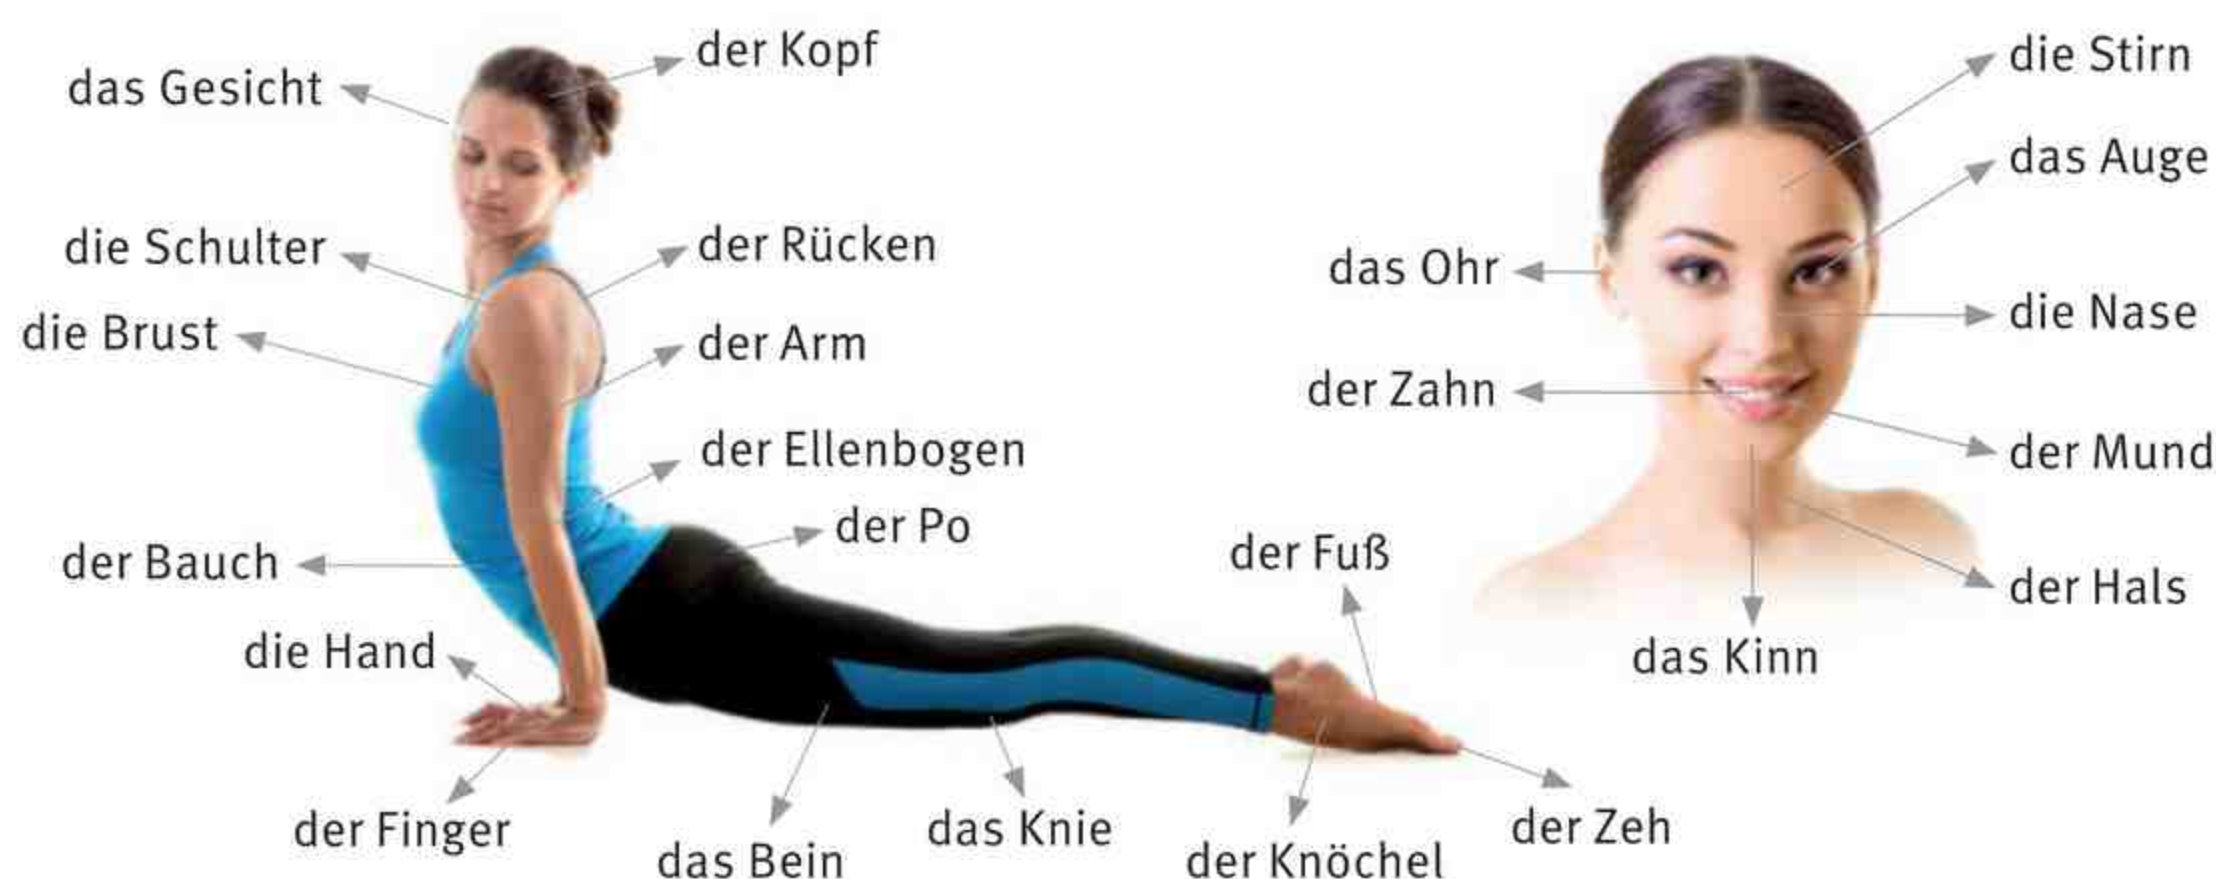 der Kopf
das Gesicht
die Schulter
der Rücken
die Brust
der Arm
der Ellenbogen
der Po
der Bauch
die Hand
der Finger
das Bein
das Knie
der Knöchel
der Fuß
der Zeh
die Stirn
das Auge
das Ohr
die Nase
der Zahn
der Mund
der Hals
das Kinn